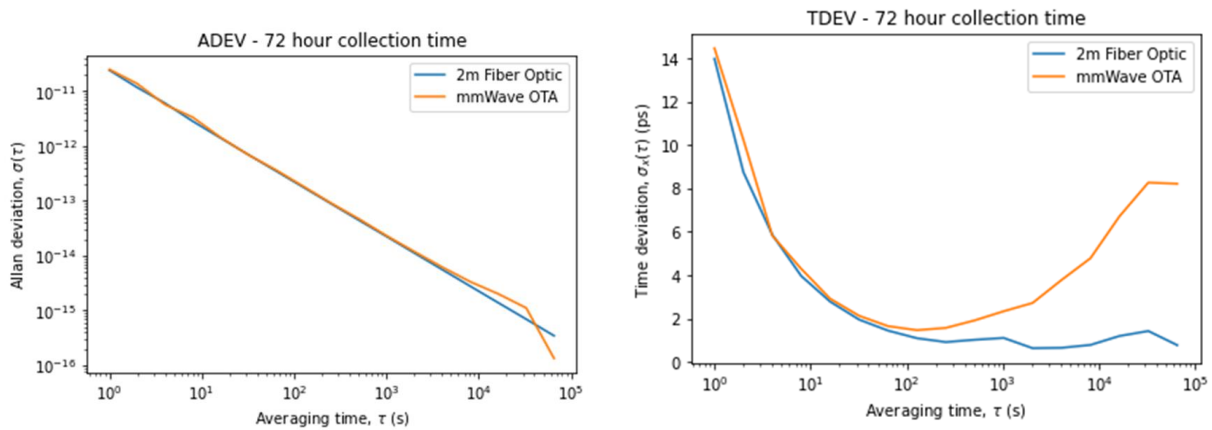 ADEV - 72 hour collection time
Allan deviation, σ(τ)
10⁻¹¹
10⁻¹²
10⁻¹³
10⁻¹⁴
10⁻¹⁵
10⁻¹⁶
2m Fiber Optic
mmWave OTA
10⁰ 10¹ 10² 10³ 10⁴ 10⁵
Averaging time, τ (s)
TDEV - 72 hour collection time
Time deviation, σₓ(τ) (ps)
14
12
10
8
6
4
2
0
2m Fiber Optic
mmWave OTA
10⁰ 10¹ 10² 10³ 10⁴ 10⁵
Averaging time, τ (s)